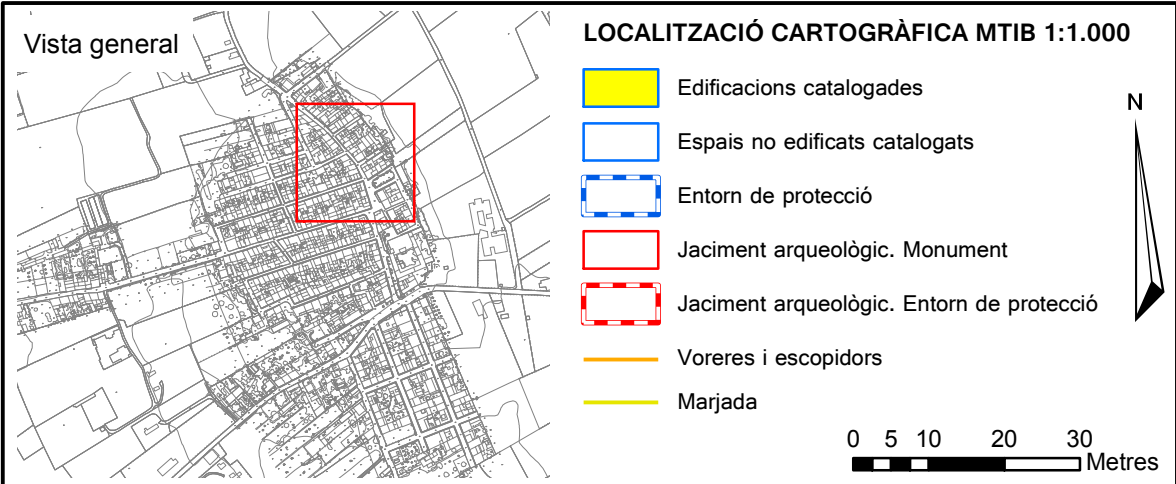 Vista general
LOCALITZACIÓ CARTOGRÀFICA MTIB 1:1.000
Edificacions catalogades
Espais no edificats catalogats
Entorn de protecció
Jaciment arqueològic. Monument
Jaciment arqueològic. Entorn de protecció
Voreres i escopidors
Marjada
N
0 5 10 20 30
Metres